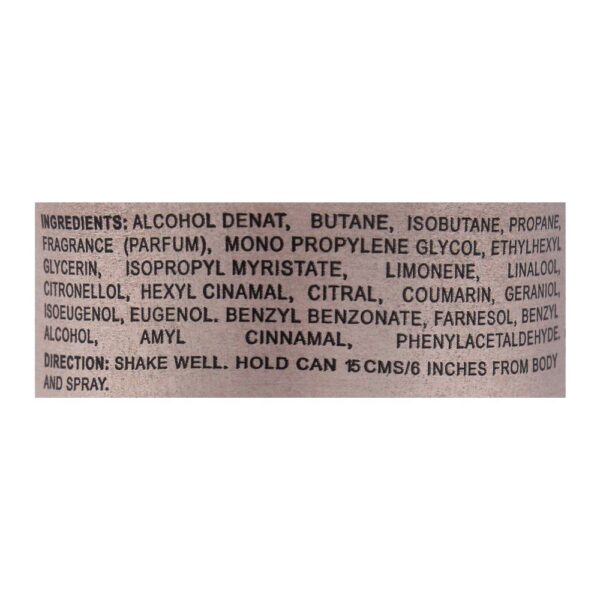 INGREDIENTS: ALCOHOL DENAT, BUTANE, ISOBUTANE, PROPANE,
FRAGRANCE (PARFUM), MONO PROPYLENE GLYCOL, ETHYLHEXYL
GLYCERIN, ISOPROPYL MYRISTATE, LIMONENE, LINALOOL,
CITRONELLOL, HEXYL CINAMAL, CITRAL, COUMARIN, GERANIOL,
ISOEUGENOL, EUGENOL. BENZYL BENZONATE, FARNESOL, BENZYL
ALCOHOL, AMYL CINNAMAL, PHENYLACETALDEHYDE.
DIRECTION: SHAKE WELL. HOLD CAN 15 CMS/6 INCHES FROM BODY
AND SPRAY.